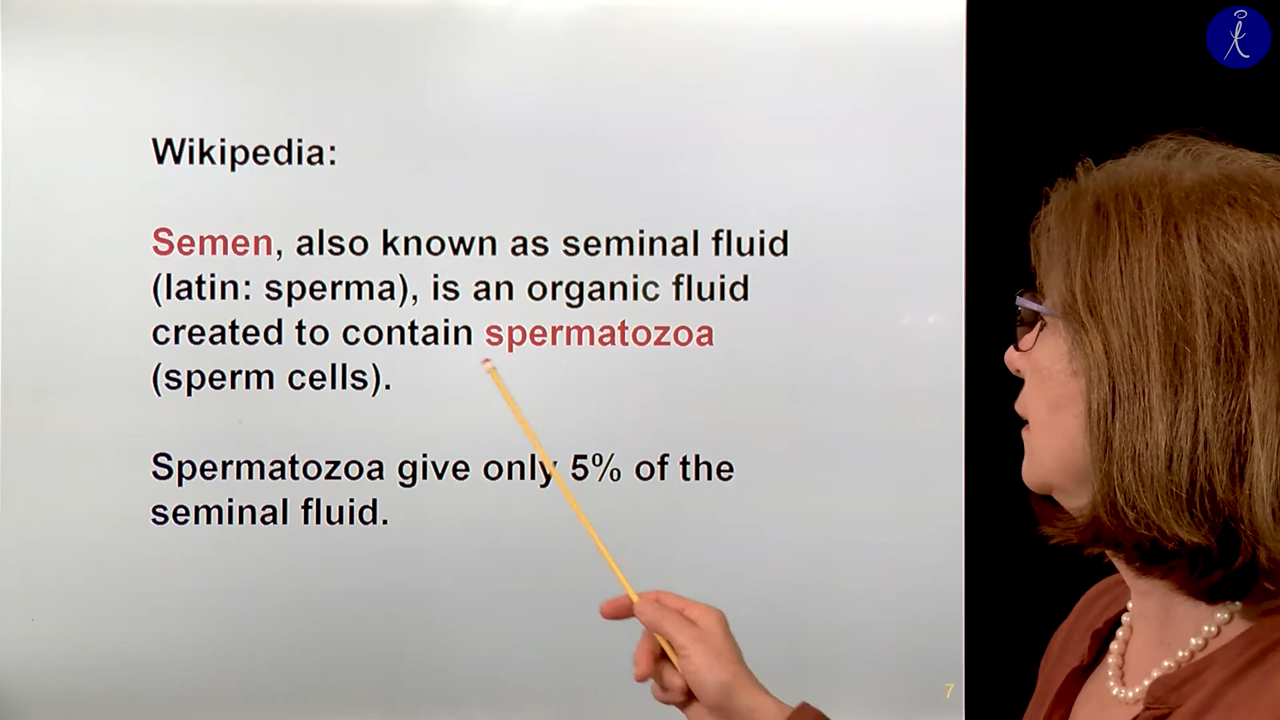 Wikipedia:
Semen, also known as seminal fluid
(latin: sperma), is an organic fluid
created to contain spermatozoa
(sperm cells).
Spermatozoa give only 5% of the
seminal fluid.
7